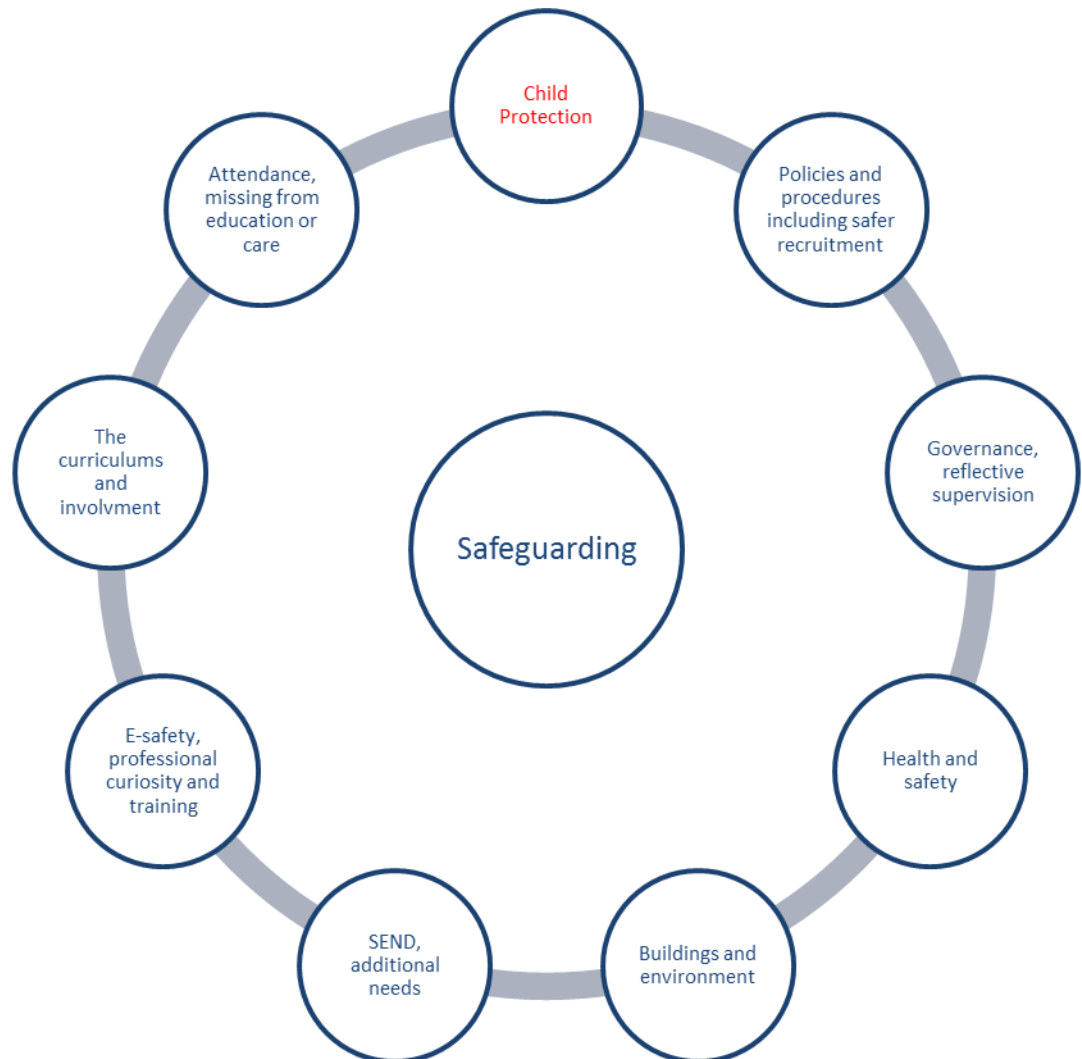 Child
Protection
Policies and
procedures
including safer
recruitment
Governance,
reflective
supervision
Health and
safety
Buildings and
environment
SEND,
additional
needs
E-safety,
professional
curiosity and
training
The
curriculums
and
involvment
Attendance,
missing from
education or
care
Safeguarding